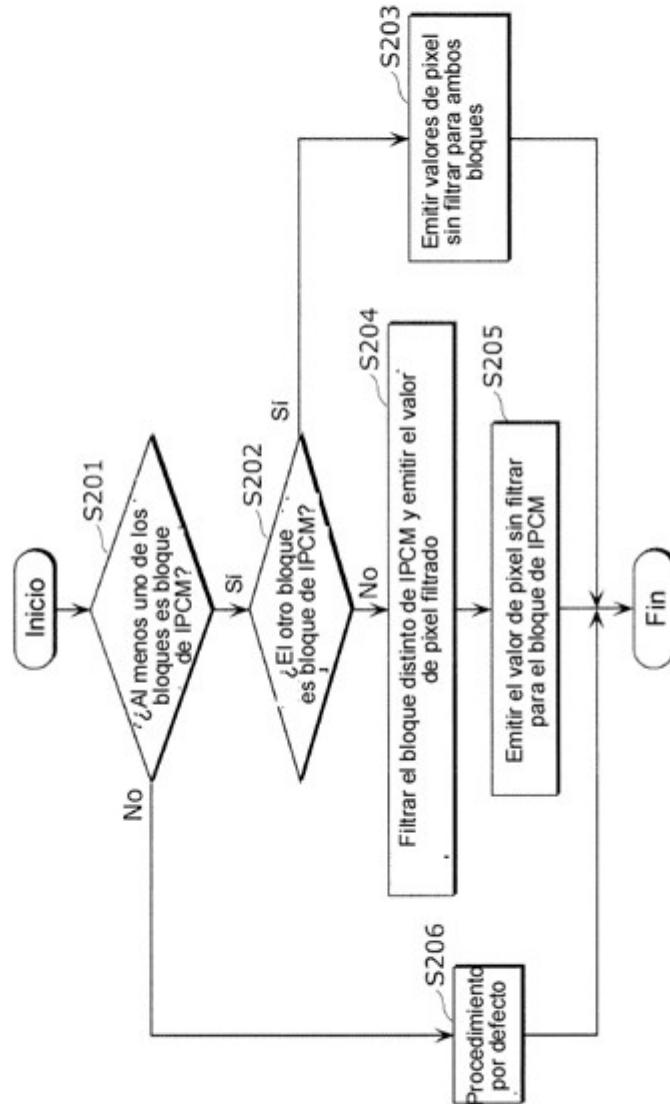 Inicio
S201
¿Al menos uno de los
bloques es bloque
de IPCM?
No
Sí
S202
¿El otro bloque
es bloque de IPCM?
Sí
No
S203
Emitir valores de pixel
sin filtrar para ambos
bloques
S204
Filtrar el bloque distinto de IPCM y emitir el valor
de pixel filtrado
S205
Emitir el valor de pixel sin filtrar
para el bloque de IPCM
S206
Procedimiento
por defecto
Fin